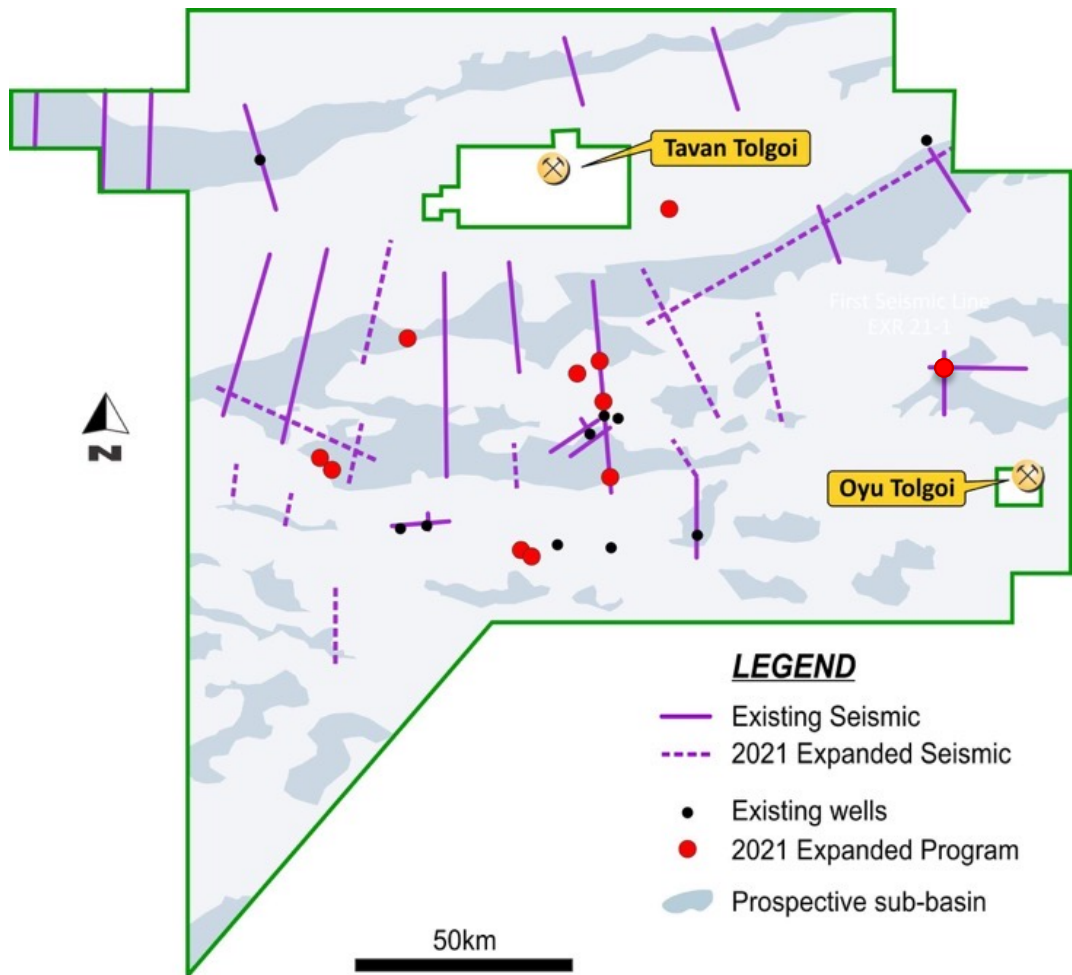 Tavan Tolgoi
First Seismic Line
EXR 21-1
Oyu Tolgoi
N
LEGEND
Existing Seismic
2021 Expanded Seismic
Existing wells
2021 Expanded Program
Prospective sub-basin
50km